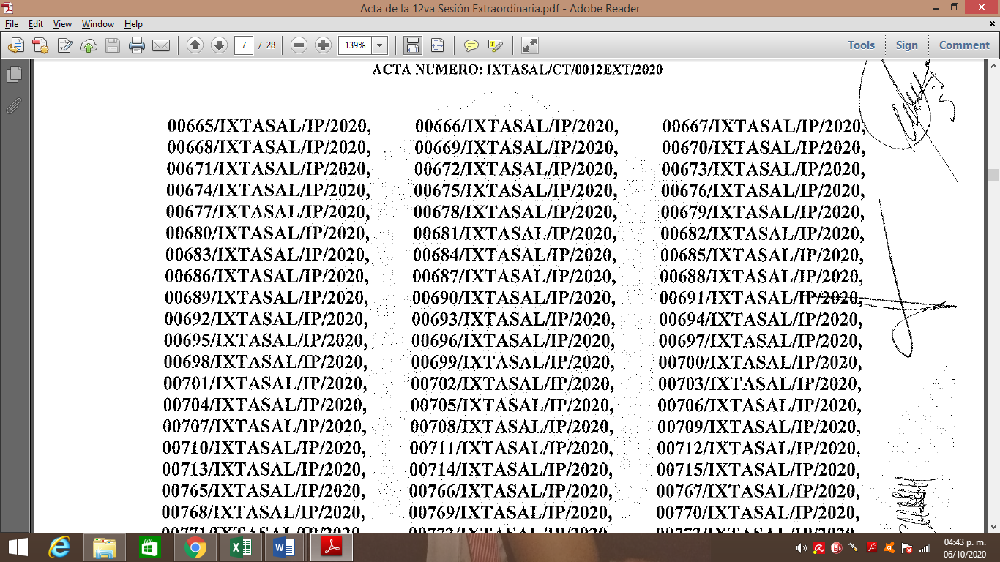 Acta de la 12va Sesión Extraordinaria.pdf - Adobe Reader
File Edit View Window Help
7 / 28 139% Tools Sign Comment
ACTA NUMERO: IXTASAL/CT/0012EXT/2020
00665/IXTASAL/IP/2020, 00666/IXTASAL/IP/2020, 00667/IXTASAL/IP/2020,
00668/IXTASAL/IP/2020, 00669/IXTASAL/IP/2020, 00670/IXTASAL/IP/2020,
00671/IXTASAL/IP/2020, 00672/IXTASAL/IP/2020, 00673/IXTASAL/IP/2020,
00674/IXTASAL/IP/2020, 00675/IXTASAL/IP/2020, 00676/IXTASAL/IP/2020,
00677/IXTASAL/IP/2020, 00678/IXTASAL/IP/2020, 00679/IXTASAL/IP/2020,
00680/IXTASAL/IP/2020, 00681/IXTASAL/IP/2020, 00682/IXTASAL/IP/2020,
00683/IXTASAL/IP/2020, 00684/IXTASAL/IP/2020, 00685/IXTASAL/IP/2020,
00686/IXTASAL/IP/2020, 00687/IXTASAL/IP/2020, 00688/IXTASAL/IP/2020,
00689/IXTASAL/IP/2020, 00690/IXTASAL/IP/2020, 00691/IXTASAL/IP/2020,
00692/IXTASAL/IP/2020, 00693/IXTASAL/IP/2020, 00694/IXTASAL/IP/2020,
00695/IXTASAL/IP/2020, 00696/IXTASAL/IP/2020, 00697/IXTASAL/IP/2020,
00698/IXTASAL/IP/2020, 00699/IXTASAL/IP/2020, 00700/IXTASAL/IP/2020,
00701/IXTASAL/IP/2020, 00702/IXTASAL/IP/2020, 00703/IXTASAL/IP/2020,
00704/IXTASAL/IP/2020, 00705/IXTASAL/IP/2020, 00706/IXTASAL/IP/2020,
00707/IXTASAL/IP/2020, 00708/IXTASAL/IP/2020, 00709/IXTASAL/IP/2020,
00710/IXTASAL/IP/2020, 00711/IXTASAL/IP/2020, 00712/IXTASAL/IP/2020,
00713/IXTASAL/IP/2020, 00714/IXTASAL/IP/2020, 00715/IXTASAL/IP/2020,
00765/IXTASAL/IP/2020, 00766/IXTASAL/IP/2020, 00767/IXTASAL/IP/2020,
00768/IXTASAL/IP/2020, 00769/IXTASAL/IP/2020, 00770/IXTASAL/IP/2020,
04:43 p. m.
06/10/2020